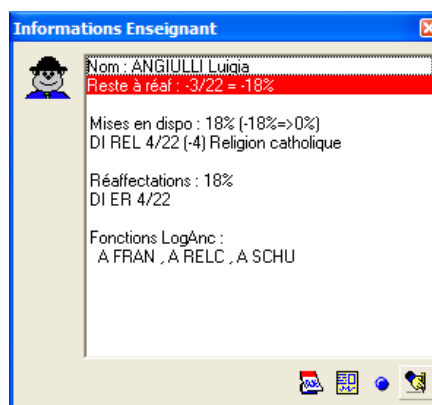 Informations Enseignant
Nom : ANGIULLI Luigia
Reste à réaf : -3/22 = -18%
Mises en dispo : 18% (-18%=>0%)
DI REL 4/22 (-4) Religion catholique
Réaffectations : 18%
DI ER 4/22
Fonctions LogAnc :
A FRAN , A RELC , A SCHU